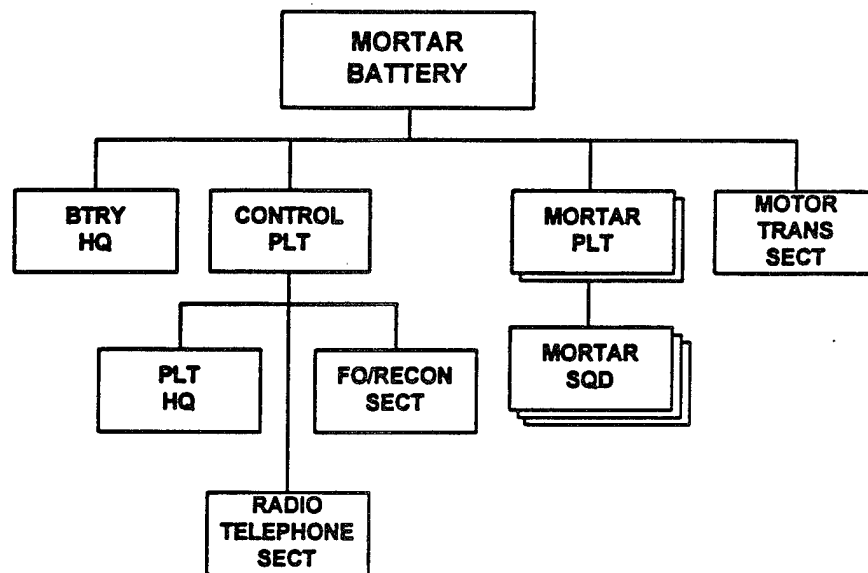 MORTAR
BATTERY
BTRY
HQ
CONTROL
PLT
MORTAR
PLT
MOTOR
TRANS
SECT
PLT
HQ
FO/RECON
SECT
MORTAR
SQD
RADIO
TELEPHONE
SECT